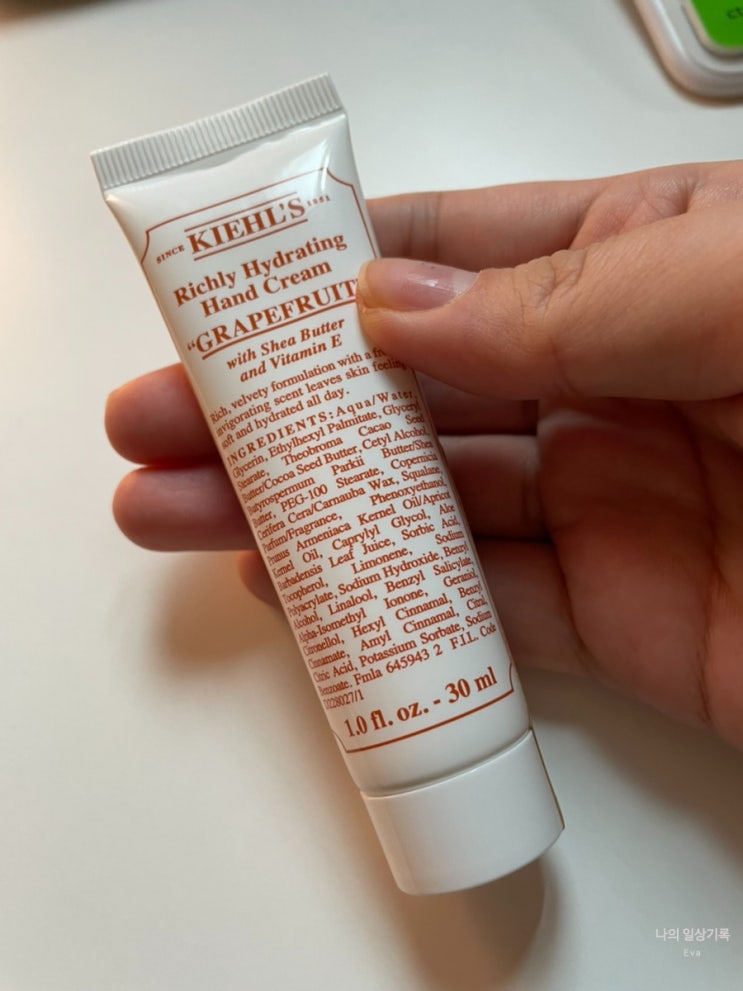 SINCE KIEHL'S 1851
Richly Hydrating
Hand Cream
"GRAPEFRUIT
with Shea Butter
and Vitamin E
Rich, velvety formulation with a
invigorating scent leaves skin feeling
soft and hydrated all day.
INGREDIENTS: Aqua/Water,
Glycerin, Ethylhexyl Palmitate, Glyceryl
Stearate, Theobroma Cacao Seed
Butter/Cocoa Seed Butter, Cetyl Alcohol,
Butyrospermum Parkii Butter/Shea
Butter, PEG-100 Stearate, Copernicia
Cerifera Cera/Carnauba Wax, Squalane,
Parfum/Fragrance, Phenoxyethanol,
Prunus Armeniaca Kernel Oil/Apricot
Kernel Oil, Caprylyl Glycol, Aloe
Barbadensis Leaf Juice, Sorbic Acid,
Tocopherol, Limonene, Sodium
Polyacrylate, Sodium Hydroxide, Benzyl
Alcohol, Linalool, Benzyl Salicylate,
Alpha-Isomethyl Ionone, Geraniol,
Citronellol, Hexyl Cinnamal, Benzyl
Cinnamate, Amyl Cinnamal, Citral,
Citric Acid, Potassium Sorbate, Sodium
Benzoate, Fmla 645943 2 F.I.L. Code
D228027/1
1.0 fl. oz. - 30 ml
나의 일상기록
Eva